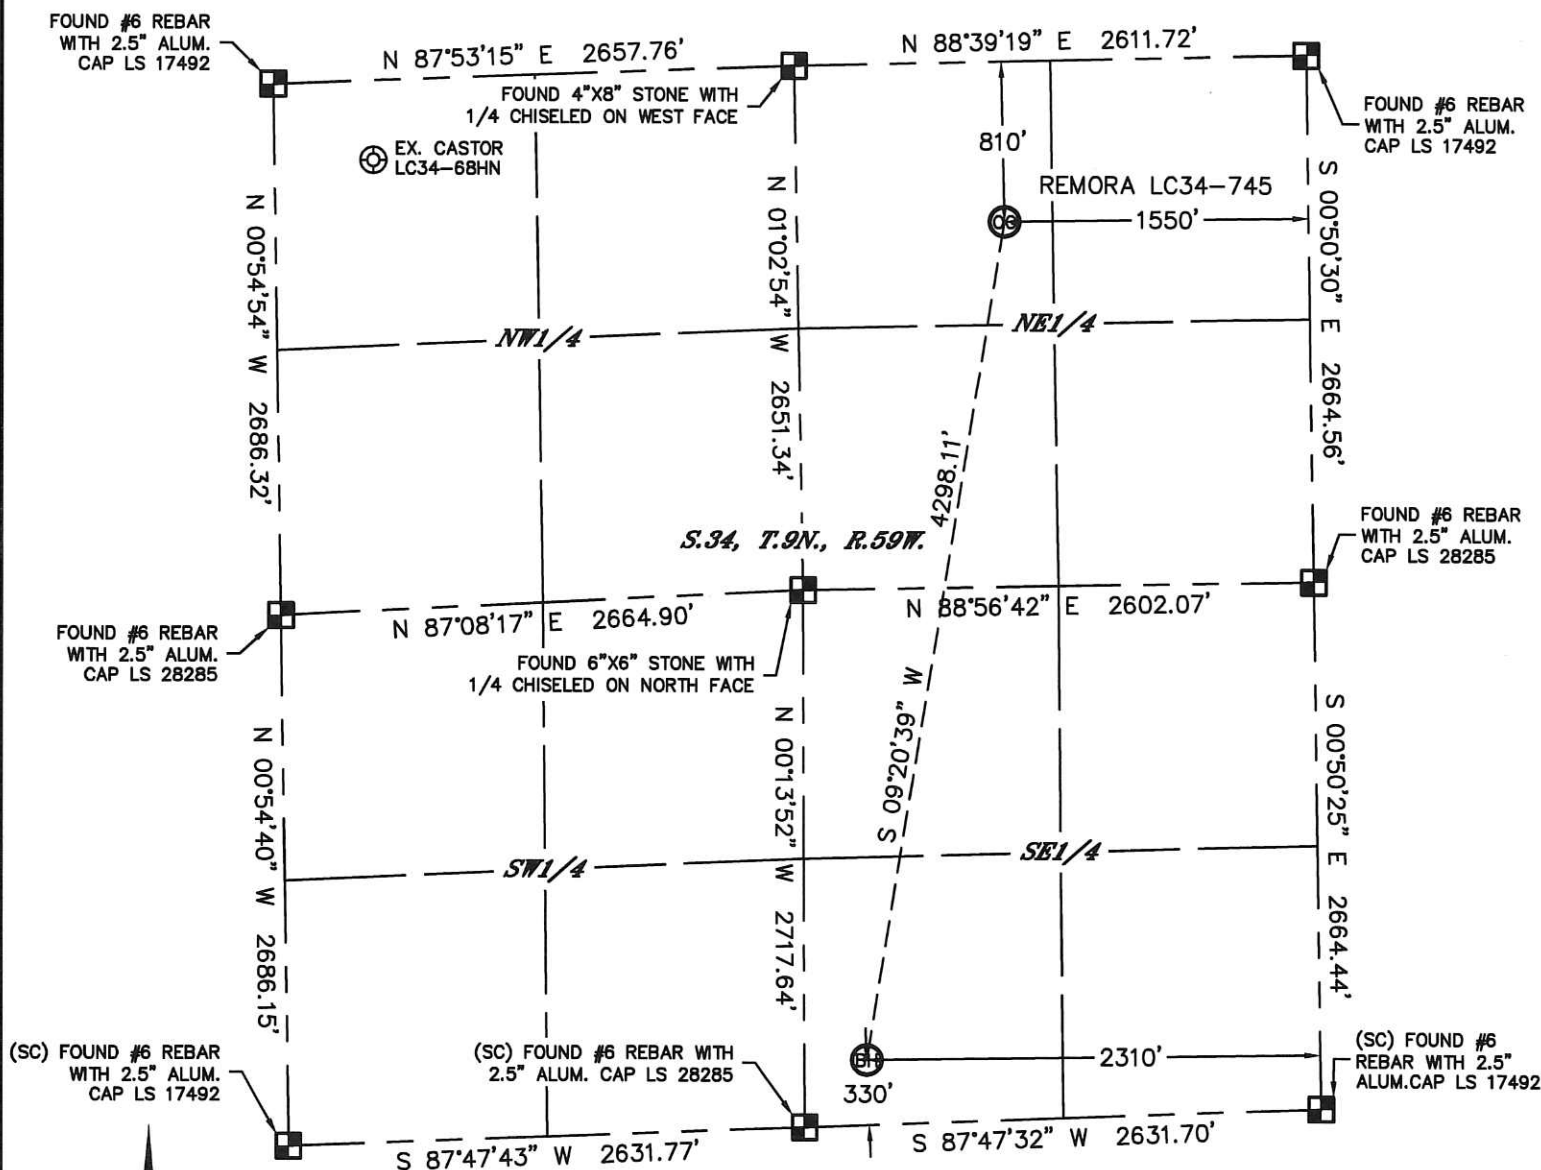 FOUND #6 REBAR
WITH 2.5" ALUM.
CAP LS 17492
N 87°53'15" E 2657.76'
N 88°39'19" E 2611.72'
FOUND 4"X8" STONE WITH
1/4 CHISELED ON WEST FACE
FOUND #6 REBAR
WITH 2.5" ALUM.
CAP LS 17492
EX. CASTOR
LC34-68HN
810'
REMORA LC34-745
OG
1550'
N 00°54'54" W 2686.32'
N 01°02'54" W 2651.34'
S 00°50'30" E 2664.56'
NW1/4
NE1/4
4298.11'
S.34, T.9N., R.59W.
FOUND #6 REBAR
WITH 2.5" ALUM.
CAP LS 28285
N 87°08'17" E 2664.90'
N 88°56'42" E 2602.07'
FOUND #6 REBAR
WITH 2.5" ALUM.
CAP LS 28285
FOUND 6"X6" STONE WITH
1/4 CHISELED ON NORTH FACE
S 09°20'39" W
N 00°54'40" W 2686.15'
N 00°13'52" W 2717.64'
S 00°50'25" E 2664.44'
SW1/4
SE1/4
(SC) FOUND #6 REBAR
WITH 2.5" ALUM.
CAP LS 17492
(SC) FOUND #6 REBAR WITH
2.5" ALUM. CAP LS 28285
BH
2310'
330'
(SC) FOUND #6
REBAR WITH 2.5"
ALUM.CAP LS 17492
S 87°47'43" W 2631.77'
S 87°47'32" W 2631.70'